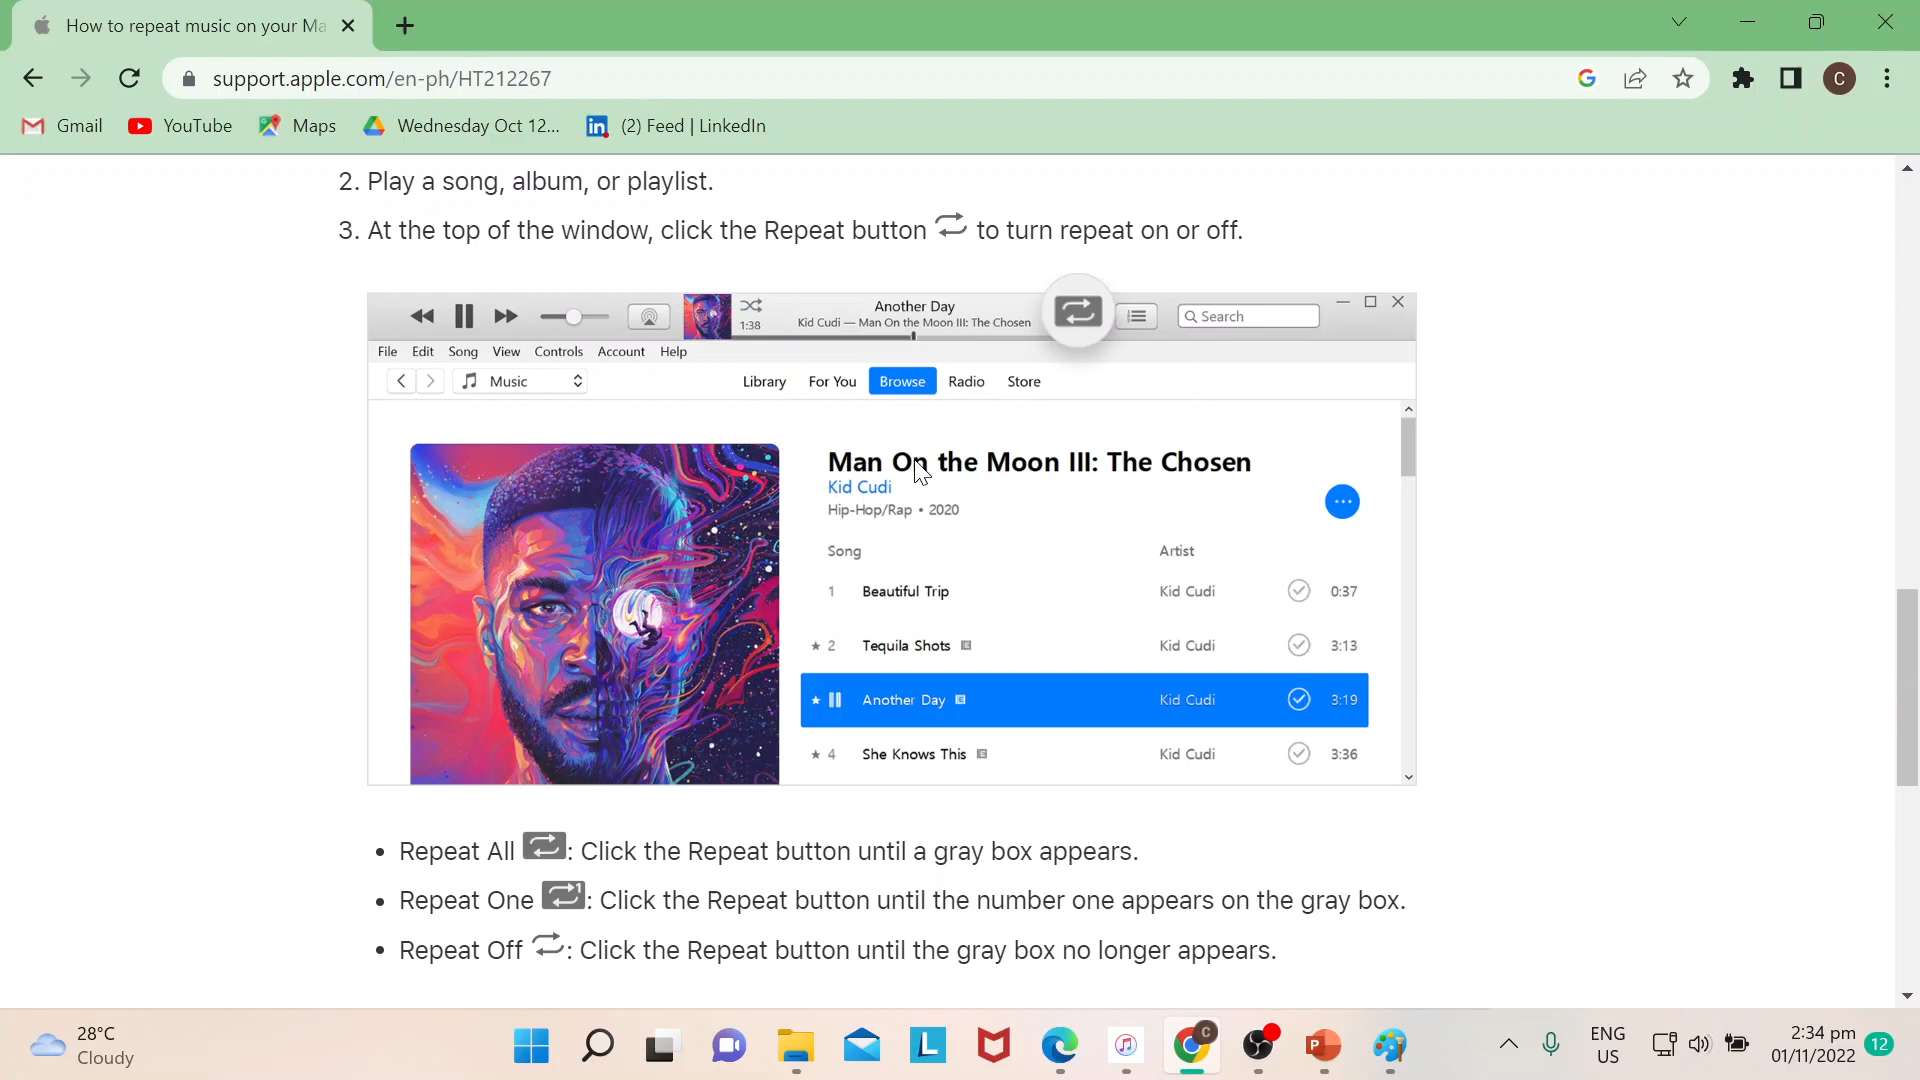 How to repeat music on your Ma
support.apple.com/en-ph/HT212267
C
Gmail
YouTube
Maps
Wednesday Oct 12...
(2) Feed | LinkedIn
2. Play a song, album, or playlist.
3. At the top of the window, click the Repeat button to turn repeat on or off.
Another Day
1:38
Kid Cudi — Man On the Moon III: The Chosen
Search
File Edit Song View Controls Account Help
Music
Library For You Browse Radio Store
Man On the Moon III: The Chosen
Kid Cudi
Hip-Hop/Rap • 2020
Song Artist
1 Beautiful Trip Kid Cudi 0:37
★ 2 Tequila Shots E Kid Cudi 3:13
★ Another Day E Kid Cudi 3:19
★ 4 She Knows This E Kid Cudi 3:36
• Repeat All : Click the Repeat button until a gray box appears.
• Repeat One 1: Click the Repeat button until the number one appears on the gray box.
• Repeat Off : Click the Repeat button until the gray box no longer appears.
28°C
Cloudy
L
C
P
ENG
US
2:34 pm
01/11/2022
12